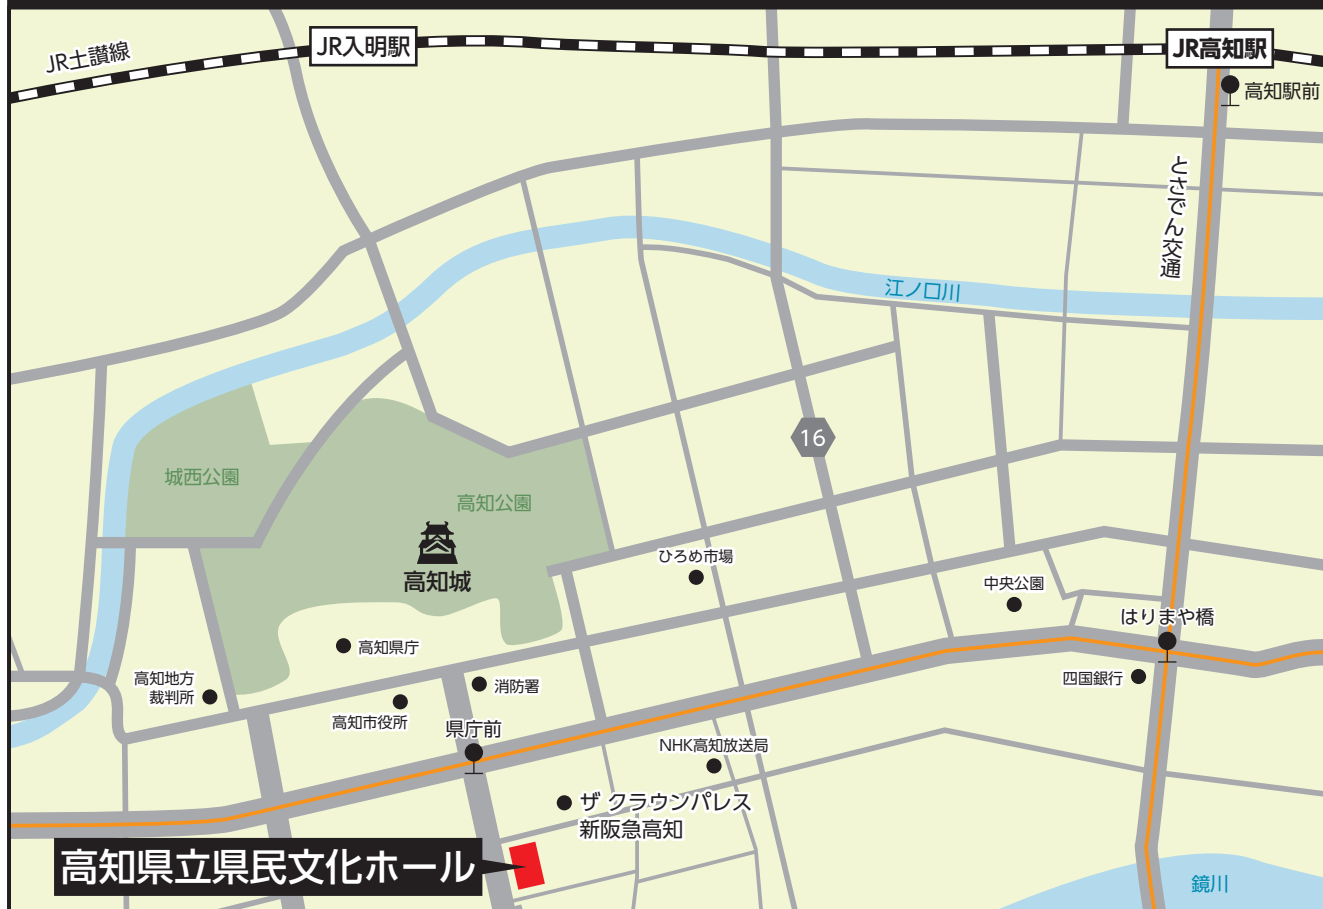 JR土讃線
JR入明駅
JR高知駅
高知駅前
とさでん交通
江ノ口川
16
城西公園
高知公園
高知城
ひろめ市場
中央公園
はりまや橋
高知県庁
高知地方
裁判所
消防署
四国銀行
高知市役所
県庁前
NHK高知放送局
ザ クラウンパレス
新阪急高知
高知県立県民文化ホール
鏡川